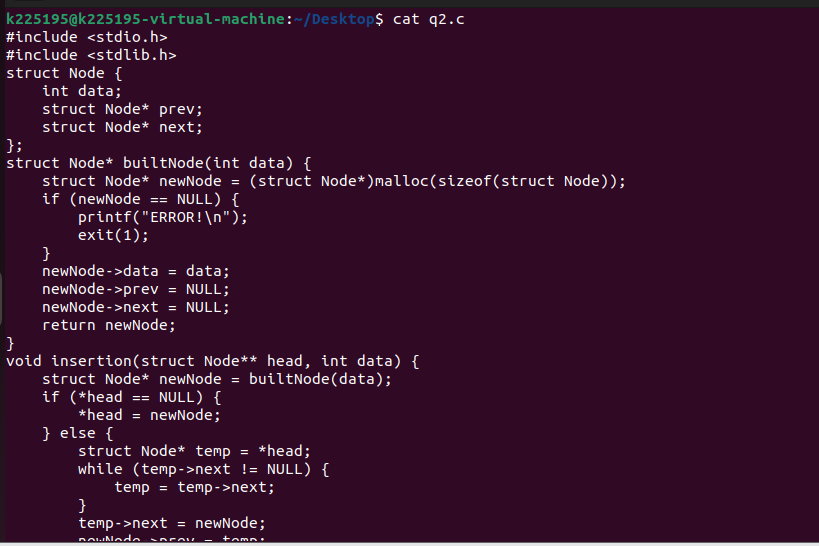 k225195@k225195-virtual-machine:~/Desktop$ cat q2.c
#include <stdio.h>
#include <stdlib.h>
struct Node {
    int data;
    struct Node* prev;
    struct Node* next;
};
struct Node* builtNode(int data) {
    struct Node* newNode = (struct Node*)malloc(sizeof(struct Node));
    if (newNode == NULL) {
        printf("ERROR!\n");
        exit(1);
    }
    newNode->data = data;
    newNode->prev = NULL;
    newNode->next = NULL;
    return newNode;
}
void insertion(struct Node** head, int data) {
    struct Node* newNode = builtNode(data);
    if (*head == NULL) {
        *head = newNode;
    } else {
        struct Node* temp = *head;
        while (temp->next != NULL) {
            temp = temp->next;
        }
        temp->next = newNode;
        newNode->prev = temp;